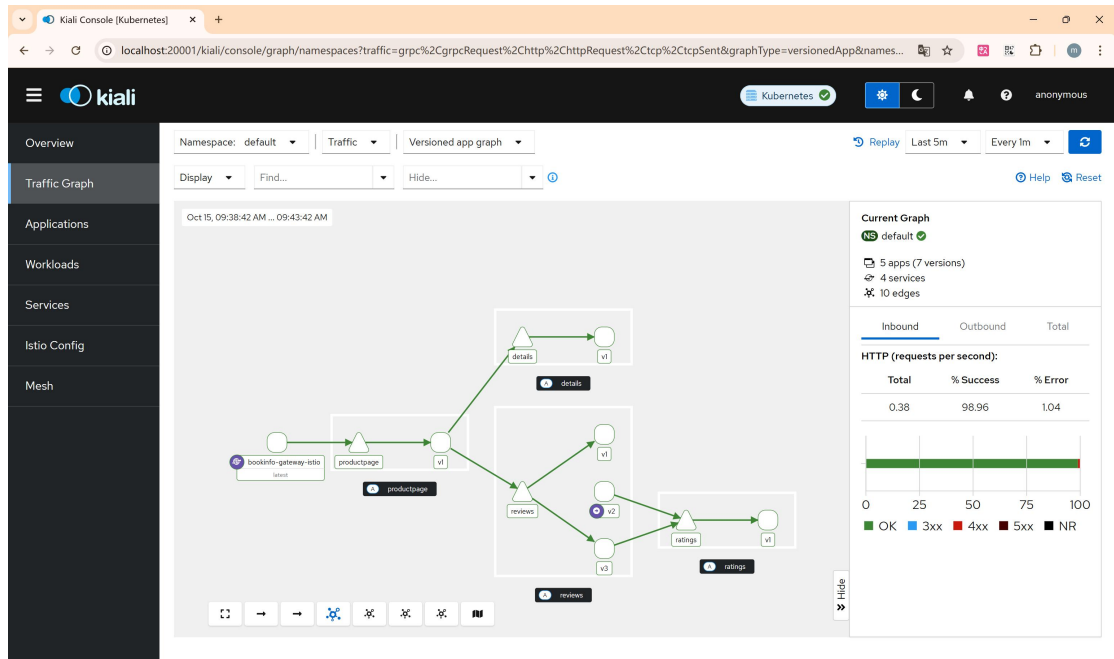 Kiali Console [Kubernetes]
localhost:20001/kiali/console/graph/namespaces?traffic=grpc%2CgrpcRequest%2Chttp%2ChttpRequest%2Ctcp%2CtcpSent&graphType=versionedApp&names...
m
kiali
Kubernetes
anonymous
Overview
Traffic Graph
Applications
Workloads
Services
Istio Config
Mesh
Namespace: default
Traffic
Versioned app graph
Replay
Last 5m
Every 1m
Display
Find...
Hide...
Help
Reset
Oct 15, 09:38:42 AM ... 09:43:42 AM
details
v1
A details
bookinfo-gateway-istio
latest
productpage
v1
A productpage
reviews
v1
v2
v3
A reviews
ratings
v1
A ratings
Hide
Current Graph
NS default
5 apps (7 versions)
4 services
10 edges
Inbound Outbound Total
HTTP (requests per second):
Total % Success % Error
0.38 98.96 1.04
0 25 50 75 100
OK 3xx 4xx 5xx NR